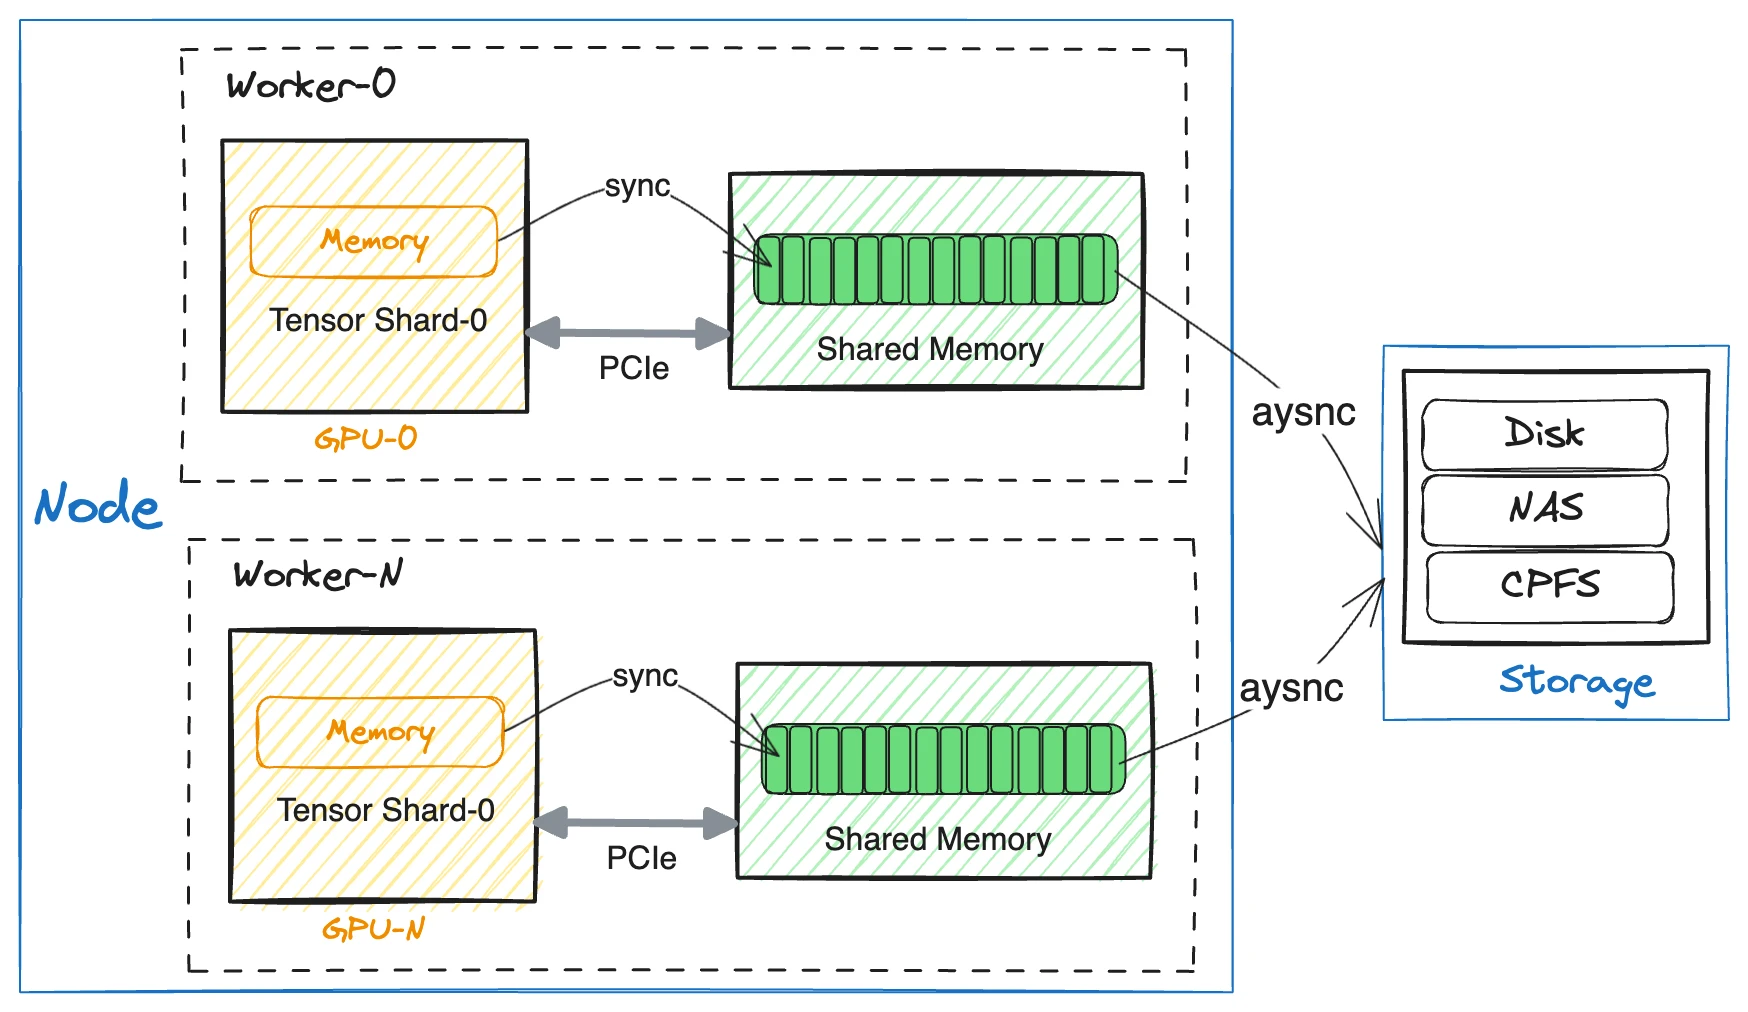 Worker-0
Memory
Tensor Shard-0
GPU-0
sync
PCIe
Shared Memory
aysnc
Node
Worker-N
Memory
Tensor Shard-0
GPU-N
sync
PCIe
Shared Memory
aysnc
Disk
NAS
CPFS
Storage